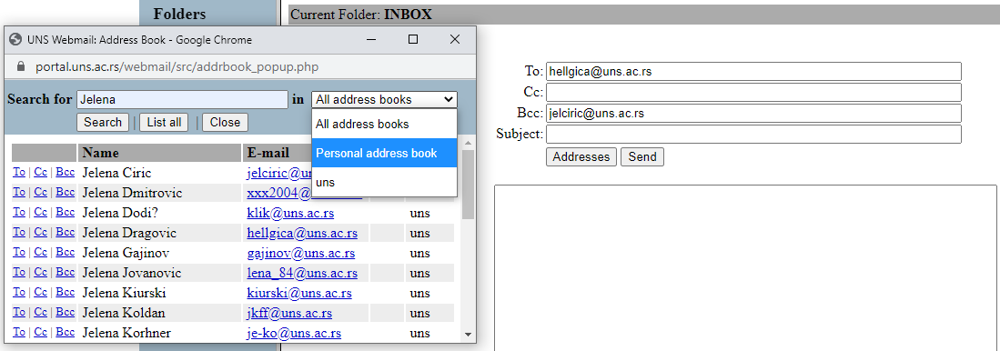 Folders
Current Folder: INBOX
UNS Webmail: Address Book - Google Chrome
portal.uns.ac.rs/webmail/src/addrbook_popup.php
Search for Jelena in All address books
Search | List all | Close
All address books
Personal address book
uns
Name E-mail
To | Cc | Bcc Jelena Ciric jelciric@un
To | Cc | Bcc Jelena Dmitrovic xxx2004@
To | Cc | Bcc Jelena Dodi? klik@uns.ac.rs uns
To | Cc | Bcc Jelena Dragovic hellgica@uns.ac.rs uns
To | Cc | Bcc Jelena Gajinov gajinov@uns.ac.rs uns
To | Cc | Bcc Jelena Jovanovic lena_84@uns.ac.rs uns
To | Cc | Bcc Jelena Kiurski kiurski@uns.ac.rs uns
To | Cc | Bcc Jelena Koldan jkff@uns.ac.rs uns
To | Cc | Bcc Jelena Korhner je-ko@uns.ac.rs uns
To: hellgica@uns.ac.rs
Cc:
Bcc: jelciric@uns.ac.rs
Subject:
Addresses Send